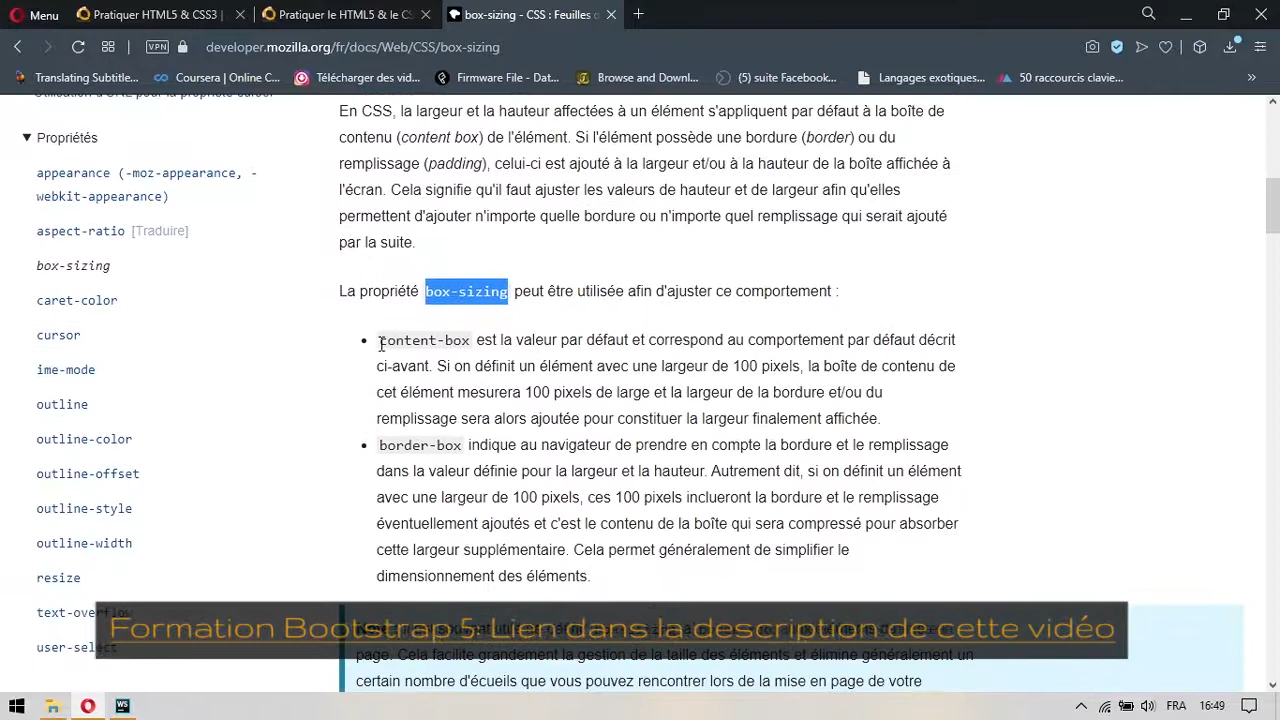 Menu
Pratiquer HTML5 & CSS3 |
Pratiquer le HTML5 & le C
box-sizing - CSS : Feuilles
VPN
developer.mozilla.org/fr/docs/Web/CSS/box-sizing
Translating Subtitle...
Coursera | Online C...
Télécharger des vid...
Firmware File - Dat...
Browse and Downl...
(5) suite Facebook...
Langages exotiques...
50 raccourcis clavie...
»
Propriétés
appearance (-moz-appearance, -
webkit-appearance)
aspect-ratio [Traduire]
box-sizing
caret-color
cursor
ime-mode
outline
outline-color
outline-offset
outline-style
outline-width
resize
text-overflow
user-select
En CSS, la largeur et la hauteur affectées à un élément s'appliquent par défaut à la boîte de
contenu (content box) de l'élément. Si l'élément possède une bordure (border) ou du
remplissage (padding), celui-ci est ajouté à la largeur et/ou à la hauteur de la boîte affichée à
l'écran. Cela signifie qu'il faut ajuster les valeurs de hauteur et de largeur afin qu'elles
permettent d'ajouter n'importe quelle bordure ou n'importe quel remplissage qui serait ajouté
par la suite.
La propriété box-sizing peut être utilisée afin d'ajuster ce comportement :
• content-box est la valeur par défaut et correspond au comportement par défaut décrit
ci-avant. Si on définit un élément avec une largeur de 100 pixels, la boîte de contenu de
cet élément mesurera 100 pixels de large et la largeur de la bordure et/ou du
remplissage sera alors ajoutée pour constituer la largeur finalement affichée.
• border-box indique au navigateur de prendre en compte la bordure et le remplissage
dans la valeur définie pour la largeur et la hauteur. Autrement dit, si on définit un élément
avec une largeur de 100 pixels, ces 100 pixels incluront la bordure et le remplissage
éventuellement ajoutés et c'est le contenu de la boîte qui sera compressé pour absorber
cette largeur supplémentaire. Cela permet généralement de simplifier le
dimensionnement des éléments.
Formation Bootstrap 5: Lien dans la description de cette vidéo
page. Cela facilite grandement la gestion de la taille des éléments et élimine généralement un
certain nombre d'écueils que vous pouvez rencontrer lors de la mise en page de votre
WS
FRA
16:49